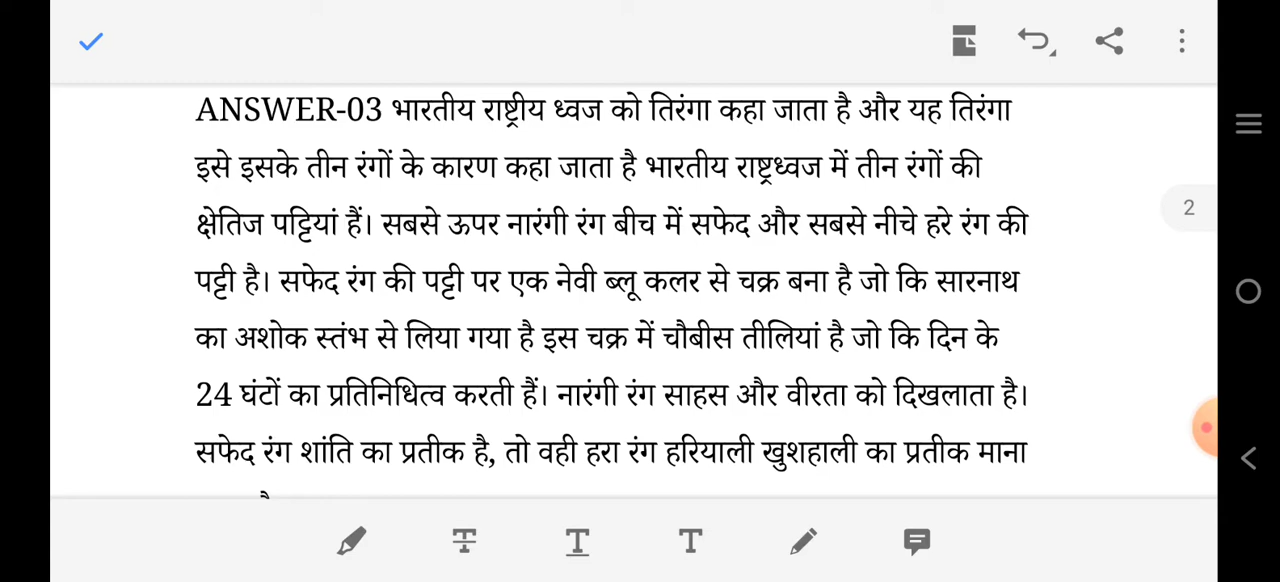 ANSWER-03 भारतीय राष्ट्रीय ध्वज को तिरंगा कहा जाता है और यह तिरंगा
इसे इसके तीन रंगों के कारण कहा जाता है भारतीय राष्ट्रध्वज में तीन रंगों की
क्षेतिज पट्टियां हैं। सबसे ऊपर नारंगी रंग बीच में सफेद और सबसे नीचे हरे रंग की
पट्टी है। सफेद रंग की पट्टी पर एक नेवी ब्लू कलर से चक्र बना है जो कि सारनाथ
का अशोक स्तंभ से लिया गया है इस चक्र में चौबीस तीलियां है जो कि दिन के
24 घंटों का प्रतिनिधित्व करती हैं। नारंगी रंग साहस और वीरता को दिखलाता है।
सफेद रंग शांति का प्रतीक है, तो वही हरा रंग हरियाली खुशहाली का प्रतीक माना
2